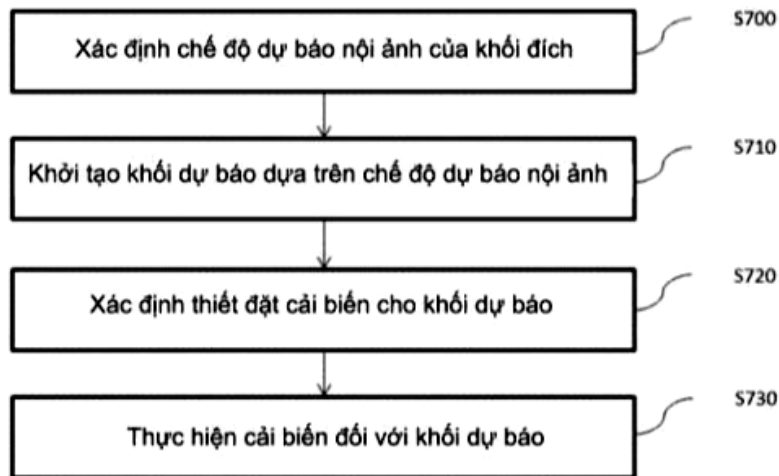 S700
Xác định chế độ dự báo nội ảnh của khối đích
S710
Khởi tạo khối dự báo dựa trên chế độ dự báo nội ảnh
S720
Xác định thiết đặt cải biến cho khối dự báo
S730
Thực hiện cải biến đối với khối dự báo